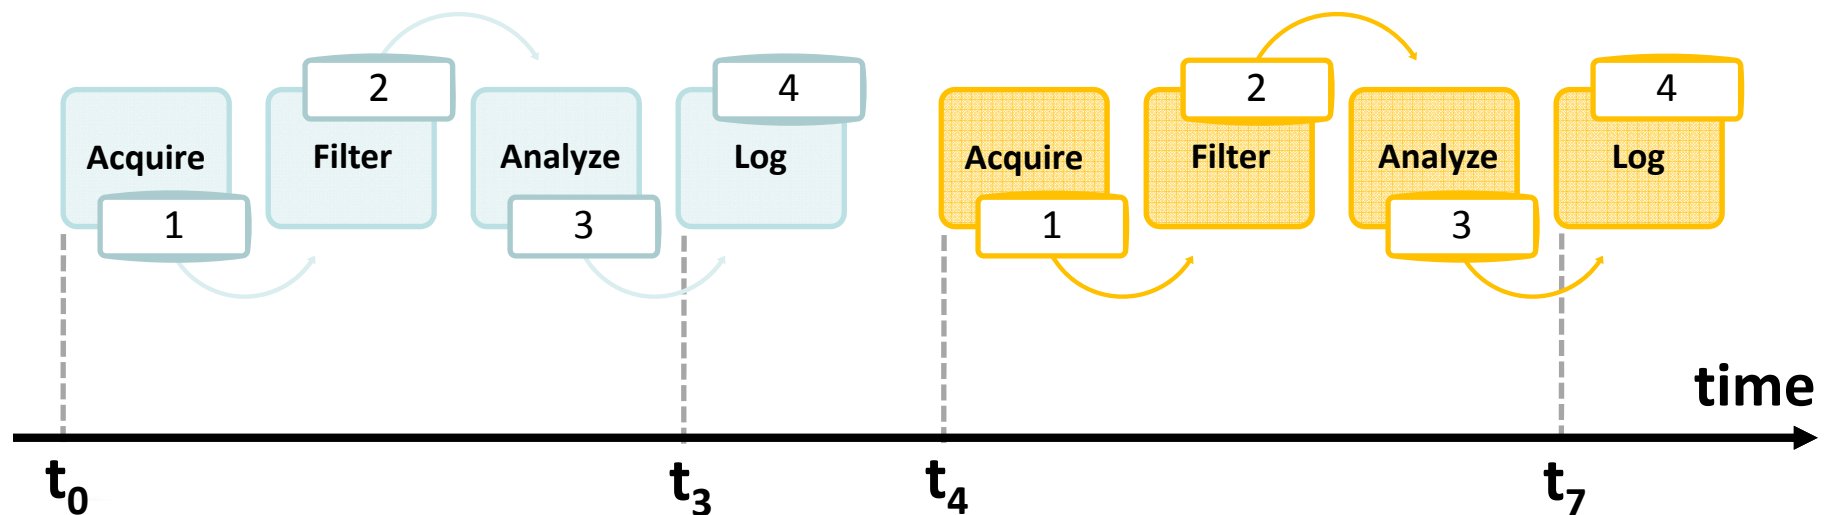 2
4
2
4
Acquire
Filter
Analyze
Log
Acquire
Filter
Analyze
Log
1
3
1
3
time
t0
t3
t4
t7